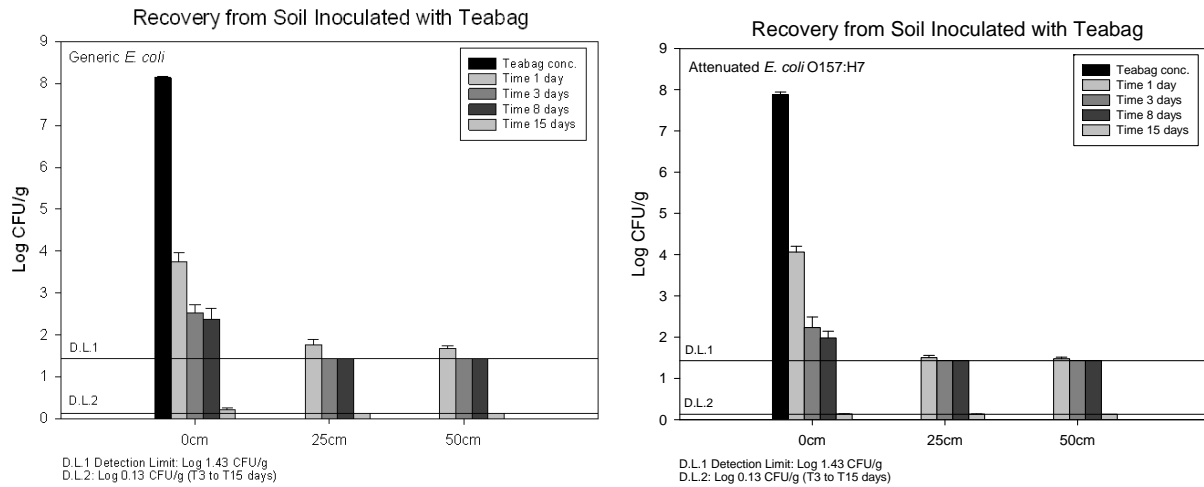 Recovery from Soil Inoculated with Teabag
Generic E. coli
Teabag conc.
Time 1 day
Time 3 days
Time 8 days
Time 15 days
Log CFU/g
9
8
7
6
5
4
3
2
1
0
D.L.1
D.L.2
0cm
25cm
50cm
D.L.1 Detection Limit: Log 1.43 CFU/g
D.L.2: Log 0.13 CFU/g (T3 to T15 days)
Recovery from Soil Inoculated with Teabag
Attenuated E. coli O157:H7
Teabag conc.
Time 1 day
Time 3 days
Time 8 days
Time 15 days
Log CFU/g
9
8
7
6
5
4
3
2
1
0
D.L.1
D.L.2
0cm
25cm
50cm
D.L.1 Detection Limit: Log 1.43 CFU/g
D.L.2: Log 0.13 CFU/g (T3 to T15 days)